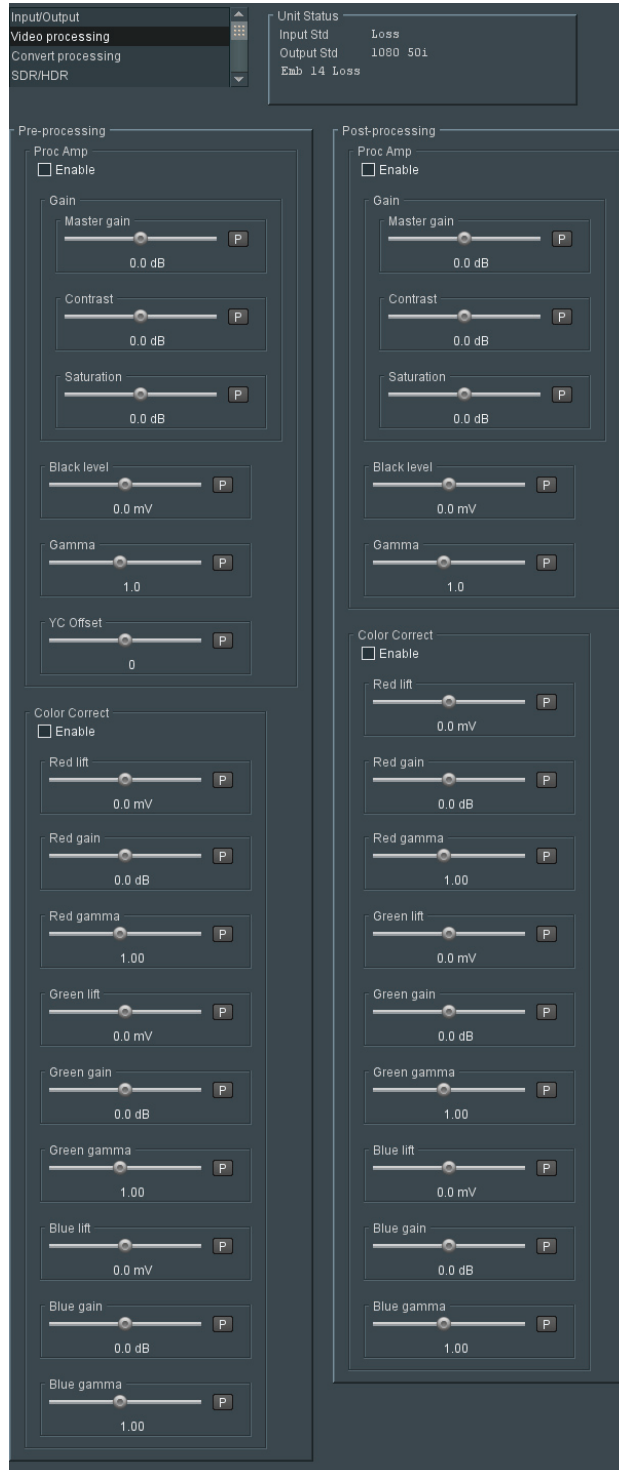 Input/Output
Video processing
Convert processing
SDR/HDR
Unit Status
Input Std Loss
Output Std 1080 50i
Emb 14 Loss
Pre-processing
Proc Amp
Enable
Gain
Master gain
P
0.0 dB
Contrast
P
0.0 dB
Saturation
P
0.0 dB
Black level
P
0.0 mV
Gamma
P
1.0
YC Offset
P
0
Color Correct
Enable
Red lift
P
0.0 mV
Red gain
P
0.0 dB
Red gamma
P
1.00
Green lift
P
0.0 mV
Green gain
P
0.0 dB
Green gamma
P
1.00
Blue lift
P
0.0 mV
Blue gain
P
0.0 dB
Blue gamma
P
1.00
Post-processing
Proc Amp
Enable
Gain
Master gain
P
0.0 dB
Contrast
P
0.0 dB
Saturation
P
0.0 dB
Black level
P
0.0 mV
Gamma
P
1.0
Color Correct
Enable
Red lift
P
0.0 mV
Red gain
P
0.0 dB
Red gamma
P
1.00
Green lift
P
0.0 mV
Green gain
P
0.0 dB
Green gamma
P
1.00
Blue lift
P
0.0 mV
Blue gain
P
0.0 dB
Blue gamma
P
1.00